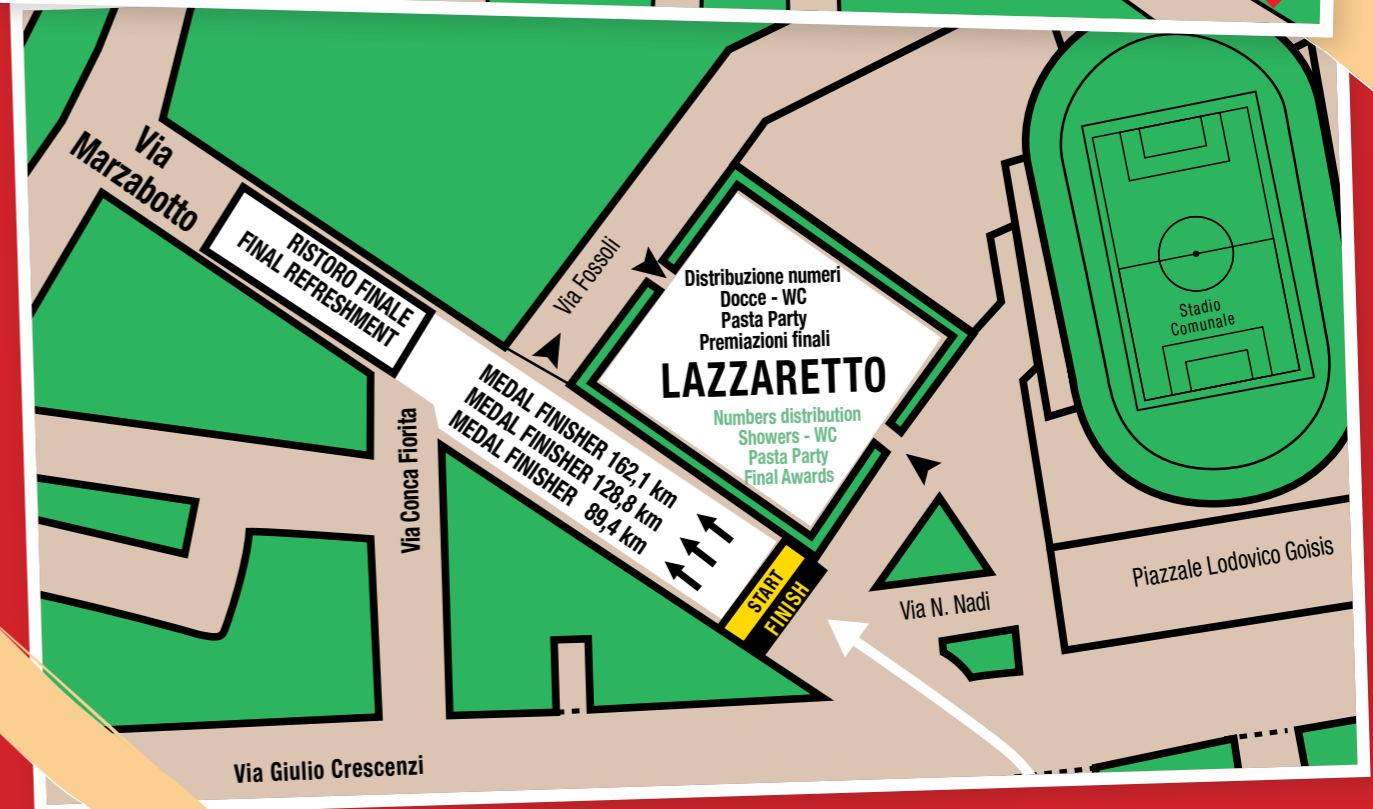 Via
Marzabotto
RISTORO FINALE
FINAL REFRESHMENT
Via Fossoli
Distribuzione numeri
Docce - WC
Pasta Party
Premiazioni finali
LAZZARETTO
Numbers distribution
Showers - WC
Pasta Party
Final Awards
Stadio
Comunale
MEDAL FINISHER 162,1 km
MEDAL FINISHER 128,8 km
MEDAL FINISHER 89,4 km
Via Conca Fiorita
START
FINISH
Piazzale Lodovico Goisis
Via N. Nadi
Via Giulio Crescenzi